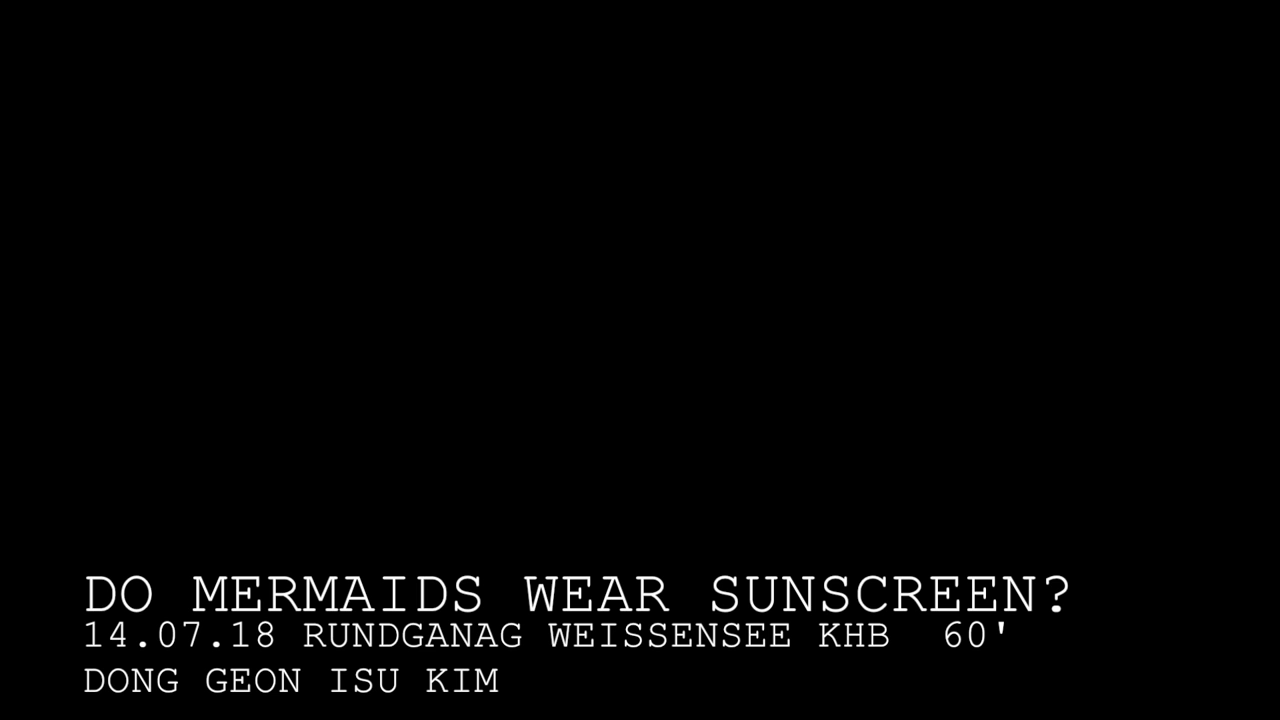 DO MERMAIDS WEAR SUNSCREEN?
14.07.18 RUNDGANAG WEISSENSEE KHB 60'
DONG GEON ISU KIM